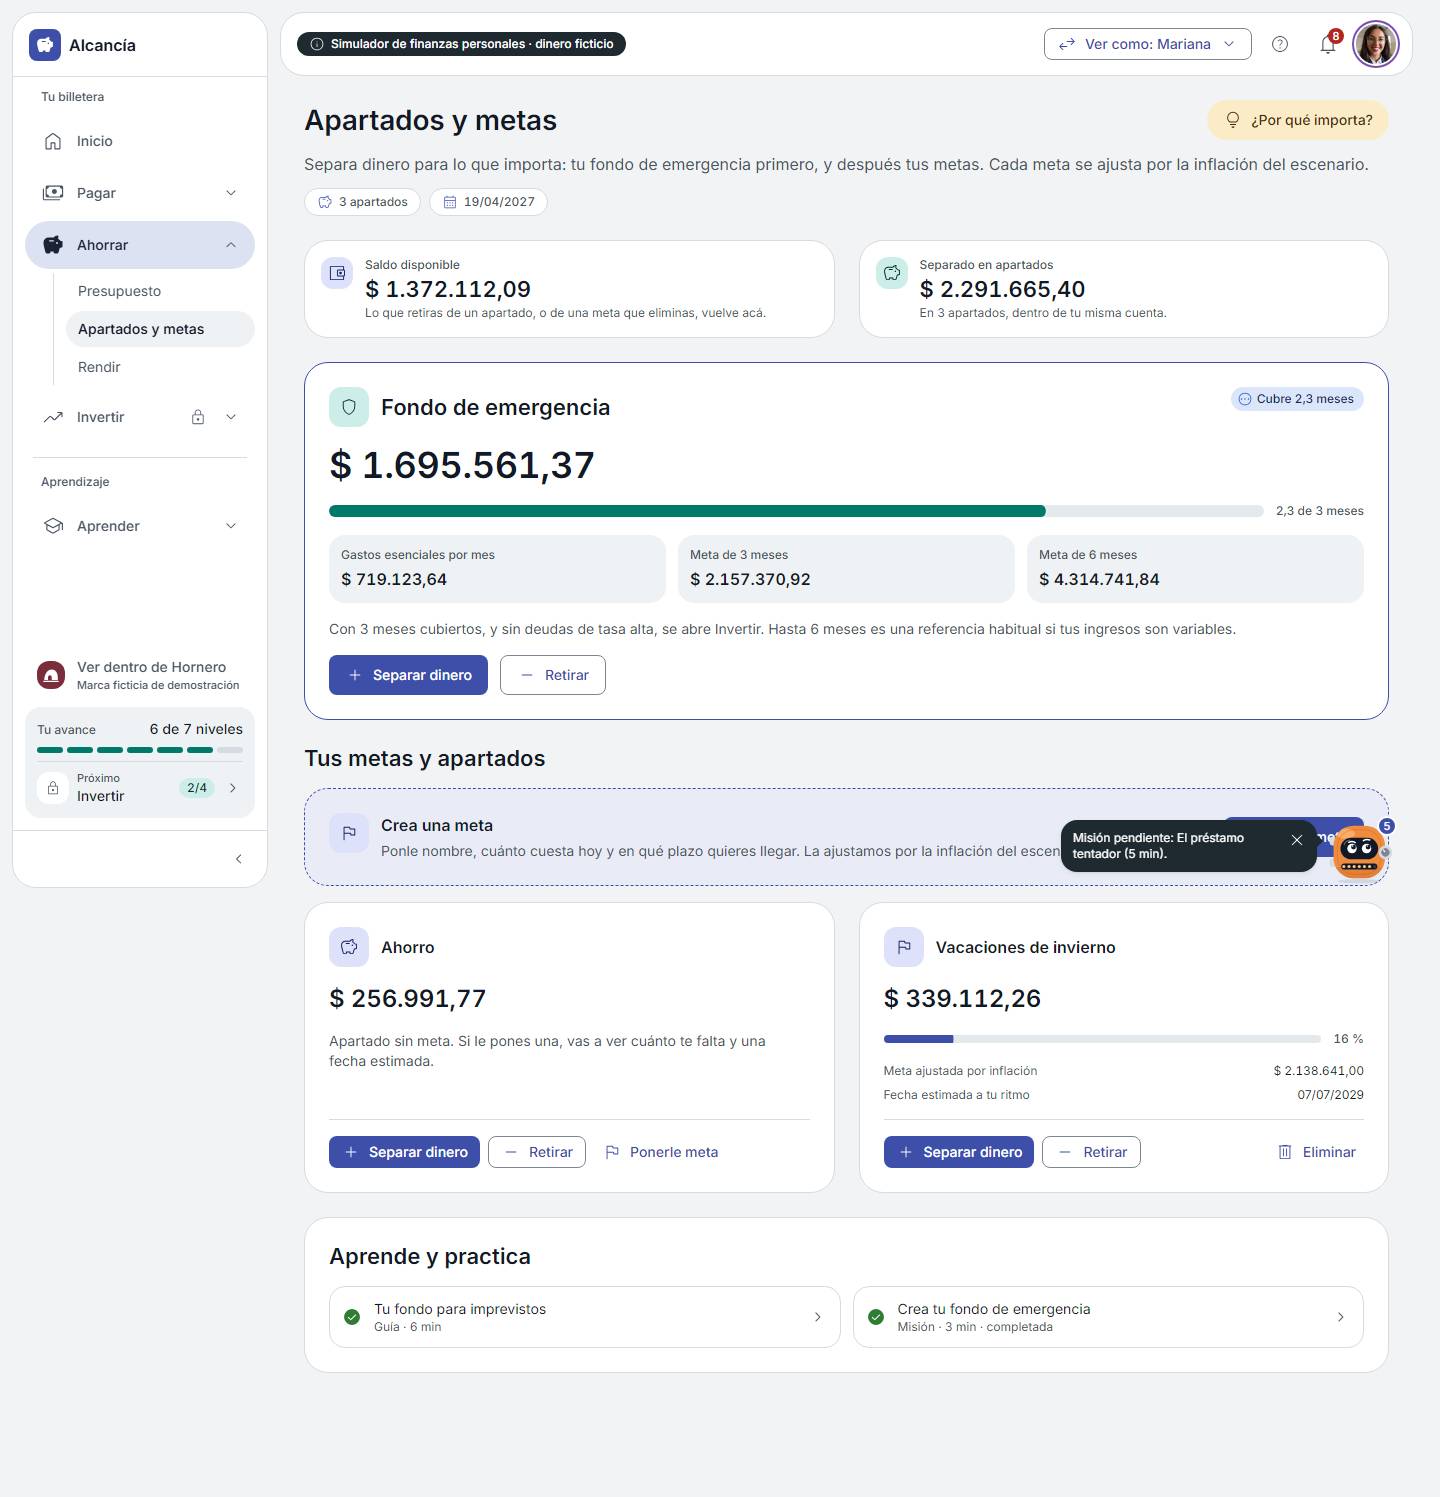 Alcancía
Tu billetera
Inicio
Pagar
Ahorrar
Presupuesto
Apartados y metas
Rendir
Invertir
Aprendizaje
Aprender
Ver dentro de Hornero
Marca ficticia de demostración
Tu avance 6 de 7 niveles
Próximo
Invertir
2/4
Simulador de finanzas personales · dinero ficticio
Ver como: Mariana
8
Apartados y metas
¿Por qué importa?
Separa dinero para lo que importa: tu fondo de emergencia primero, y después tus metas. Cada meta se ajusta por la inflación del escenario.
3 apartados
19/04/2027
Saldo disponible
$ 1.372.112,09
Lo que retiras de un apartado, o de una meta que eliminas, vuelve acá.
Separado en apartados
$ 2.291.665,40
En 3 apartados, dentro de tu misma cuenta.
Fondo de emergencia
Cubre 2,3 meses
$ 1.695.561,37
2,3 de 3 meses
Gastos esenciales por mes
$ 719.123,64
Meta de 3 meses
$ 2.157.370,92
Meta de 6 meses
$ 4.314.741,84
Con 3 meses cubiertos, y sin deudas de tasa alta, se abre Invertir. Hasta 6 meses es una referencia habitual si tus ingresos son variables.
Separar dinero
Retirar
Tus metas y apartados
Crea una meta
Ponle nombre, cuánto cuesta hoy y en qué plazo quieres llegar. La ajustamos por la inflación del
Misión pendiente: El préstamo
tentador (5 min).
5
Ahorro
$ 256.991,77
Apartado sin meta. Si le pones una, vas a ver cuánto te falta y una
fecha estimada.
Separar dinero
Retirar
Ponerle meta
Vacaciones de invierno
$ 339.112,26
16 %
Meta ajustada por inflación $ 2.138.641,00
Fecha estimada a tu ritmo 07/07/2029
Separar dinero
Retirar
Eliminar
Aprende y practica
Tu fondo para imprevistos
Guía · 6 min
Crea tu fondo de emergencia
Misión · 3 min · completada